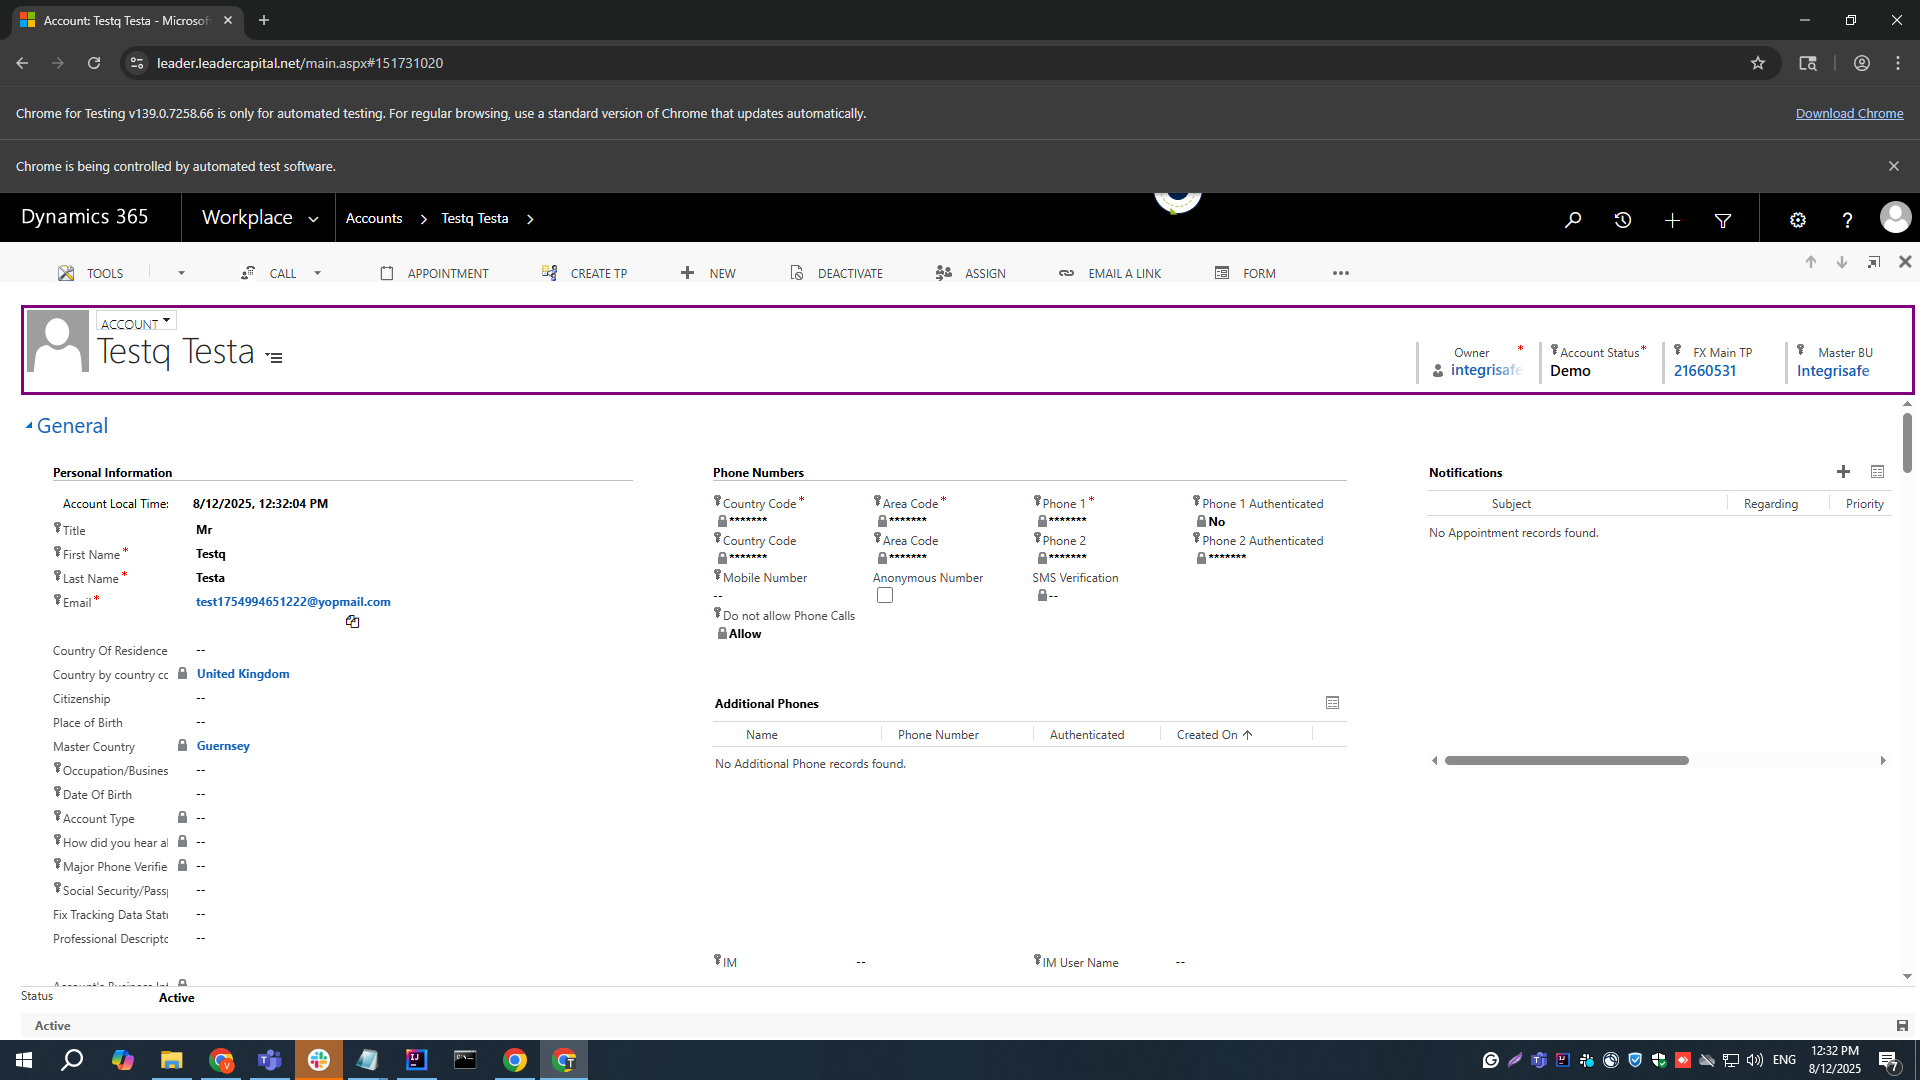 Account: Testq Testa - Microsof
leader.leadercapital.net/main.aspx#151731020
Chrome for Testing v139.0.7258.66 is only for automated testing. For regular browsing, use a standard version of Chrome that updates automatically.
Download Chrome
Chrome is being controlled by automated test software.
Dynamics 365
Workplace
Accounts
Testq Testa
TOOLS
CALL
APPOINTMENT
CREATE TP
NEW
DEACTIVATE
ASSIGN
EMAIL A LINK
FORM
ACCOUNT
Testq Testa
Owner *
integrisafe
Account Status *
Demo
FX Main TP
21660531
Master BU
Integrisafe
General
Personal Information
Account Local Time: 8/12/2025, 12:32:04 PM
Title Mr
First Name * Testq
Last Name * Testa
Email * test1754994651222@yopmail.com
Country Of Residence --
Country by country cc United Kingdom
Citizenship --
Place of Birth --
Master Country Guernsey
Occupation/Busines --
Date Of Birth --
Account Type --
How did you hear a --
Major Phone Verifie --
Social Security/Pass --
Fix Tracking Data Stat --
Professional Descripto --
Phone Numbers
Country Code * Area Code * Phone 1 * Phone 1 Authenticated
******* ******* ******* No
Country Code Area Code Phone 2 Phone 2 Authenticated
******* ******* ******* *******
Mobile Number Anonymous Number SMS Verification
-- --
Do not allow Phone Calls
Allow
Additional Phones
Name Phone Number Authenticated Created On
No Additional Phone records found.
IM -- IM User Name --
Notifications
Subject Regarding Priority
No Appointment records found.
Status Active
Active
ENG
12:32 PM
8/12/2025
7